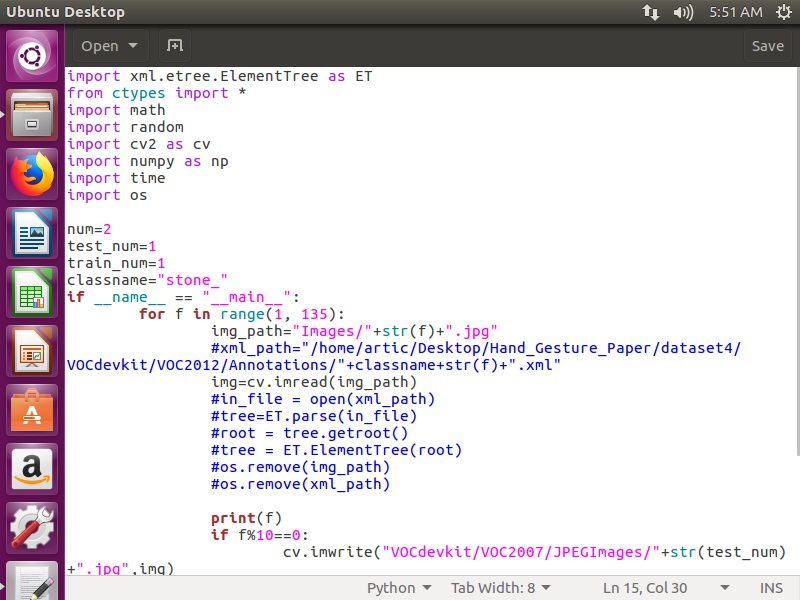 Ubuntu Desktop
5:51 AM
Open
Save
import xml.etree.ElementTree as ET
from ctypes import *
import math
import random
import cv2 as cv
import numpy as np
import time
import os
num=2
test_num=1
train_num=1
classname="stone_"
if __name__ == "__main__":
for f in range(1, 135):
img_path="Images/"+str(f)+".jpg"
#xml_path="/home/artic/Desktop/Hand_Gesture_Paper/dataset4/
VOCdevkit/VOC2012/Annotations/"+classname+str(f)+".xml"
img=cv.imread(img_path)
#in_file = open(xml_path)
#tree=ET.parse(in_file)
#root = tree.getroot()
#tree = ET.ElementTree(root)
#os.remove(img_path)
#os.remove(xml_path)
print(f)
if f%10==0:
cv.imwrite("VOCdevkit/VOC2007/JPEGImages/"+str(test_num)
+".jpg",img)
Python
Tab Width: 8
Ln 15, Col 30
INS